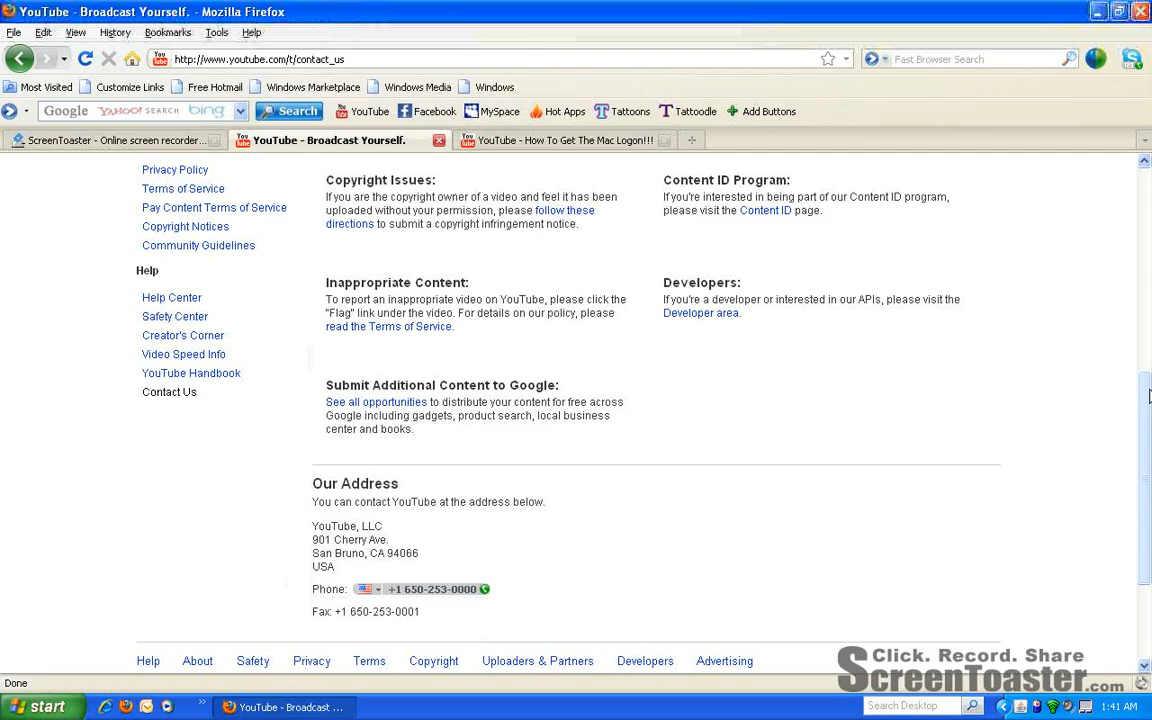 YouTube - Broadcast Yourself. - Mozilla Firefox
File Edit View History Bookmarks Tools Help
You Tube http://www.youtube.com/t/contact_us Fast Browser Search
Most Visited Customize Links Free Hotmail Windows Marketplace Windows Media Windows
Google YAHOO! SEARCH bing Search YouTube Facebook MySpace Hot Apps Tattoons Tattoodle Add Buttons
ScreenToaster - Online screen recorder... YouTube - Broadcast Yourself. YouTube - How To Get The Mac Logon!!!
Privacy Policy
Terms of Service
Pay Content Terms of Service
Copyright Notices
Community Guidelines
Help
Help Center
Safety Center
Creator's Corner
Video Speed Info
YouTube Handbook
Contact Us
Copyright Issues:
If you are the copyright owner of a video and feel it has been
uploaded without your permission, please follow these
directions to submit a copyright infringement notice.
Content ID Program:
If you're interested in being part of our Content ID program,
please visit the Content ID page.
Inappropriate Content:
To report an inappropriate video on YouTube, please click the
"Flag" link under the video. For details on our policy, please
read the Terms of Service.
Developers:
If you're a developer or interested in our APIs, please visit the
Developer area.
Submit Additional Content to Google:
See all opportunities to distribute your content for free across
Google including gadgets, product search, local business
center and books.
Our Address
You can contact YouTube at the address below.
YouTube, LLC
901 Cherry Ave.
San Bruno, CA 94066
USA
Phone: +1 650-253-0000
Fax: +1 650-253-0001
Help About Safety Privacy Terms Copyright Uploaders & Partners Developers Advertising
Click. Record. Share
ScreenToaster.com
Done
start YouTube - Broadcast ... Search Desktop 1:41 AM